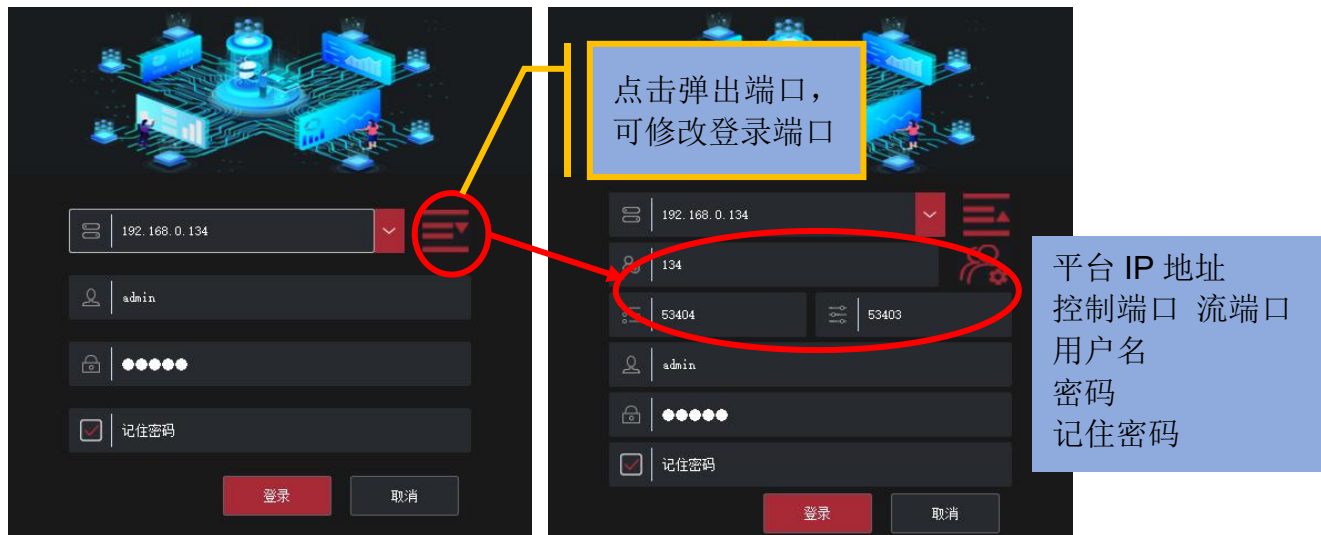 192.168.0.134
admin
●●●●●
记住密码
登录 取消
点击弹出端口，
可修改登录端口
192.168.0.134
134
53404 53403
admin
●●●●●
记住密码
登录 取消
平台 IP 地址
控制端口 流端口
用户名
密码
记住密码